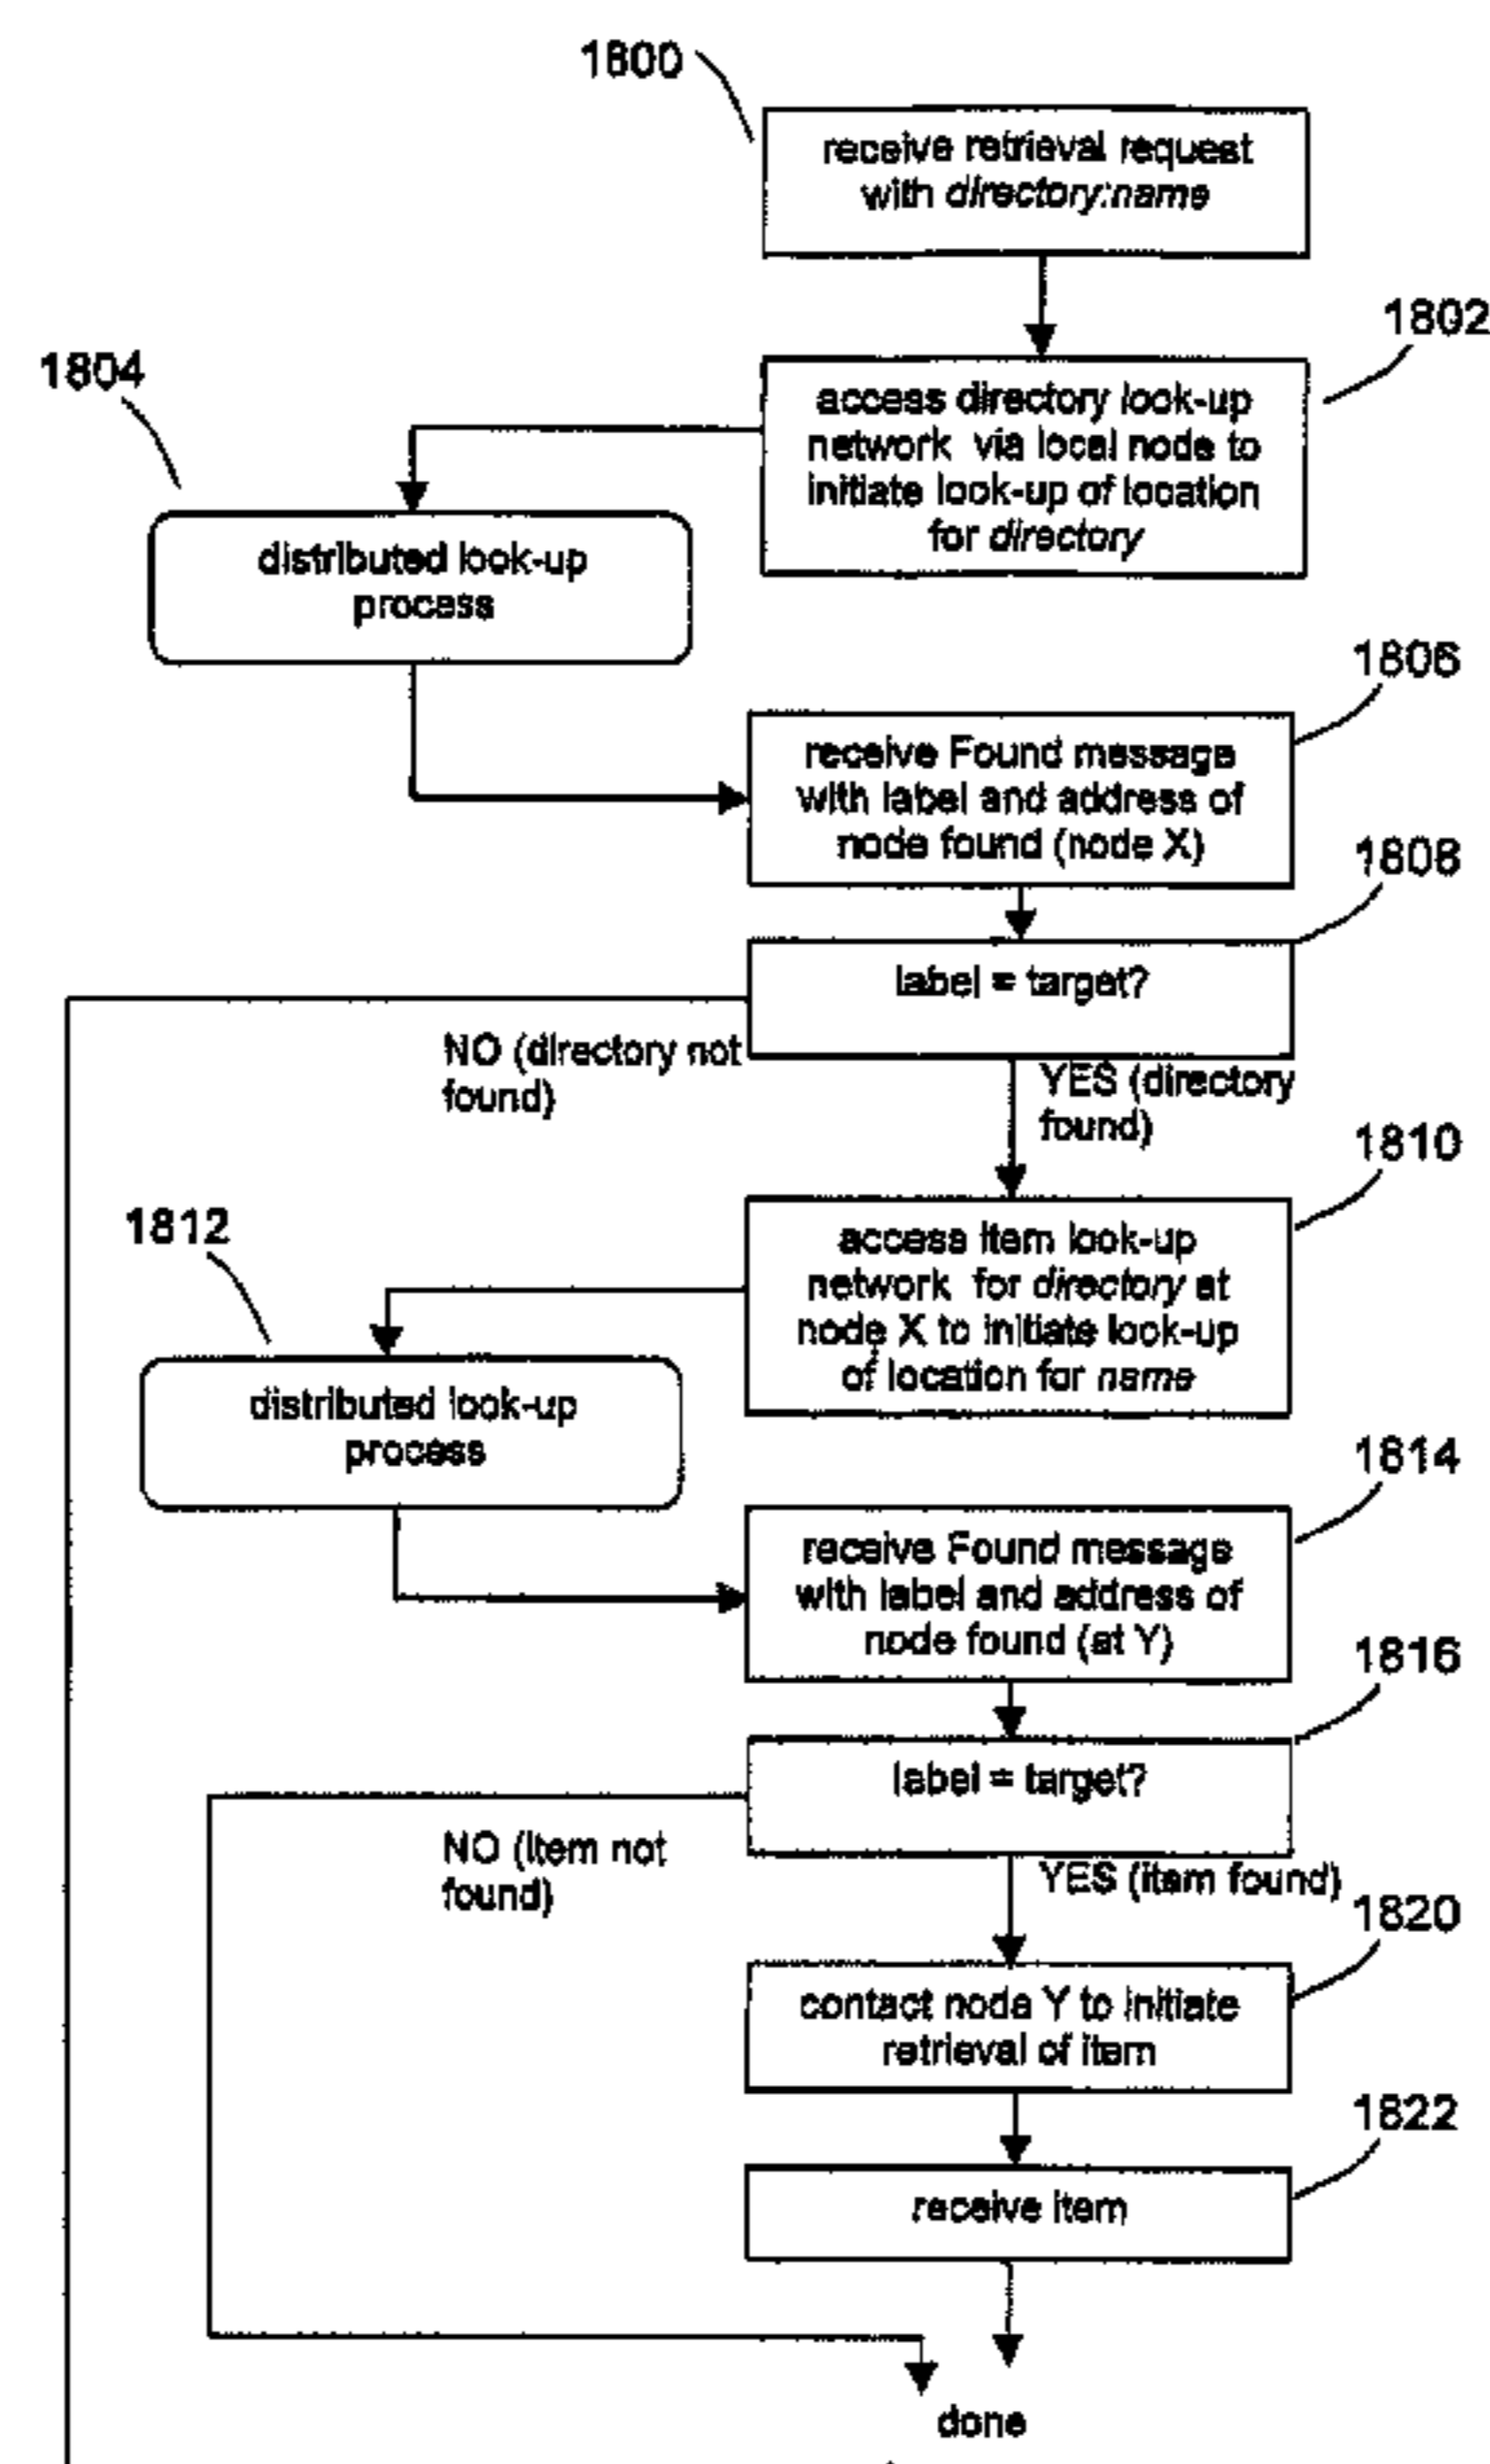 1800
receive retrieval request
with directory:name
1802
access directory look-up
network via local node to
initiate look-up of location
for directory
1804
distributed look-up
process
1806
receive Found message
with label and address of
node found (node X)
1808
label = target?
NO (directory not
found)
YES (directory
found)
1810
access item look-up
network for directory at
node X to initiate look-up
of location for name
1812
distributed look-up
process
1814
receive Found message
with label and address of
node found (at Y)
1816
label = target?
NO (item not
found)
YES (item found)
1820
contact node Y to initiate
retrieval of item
1822
receive item
done